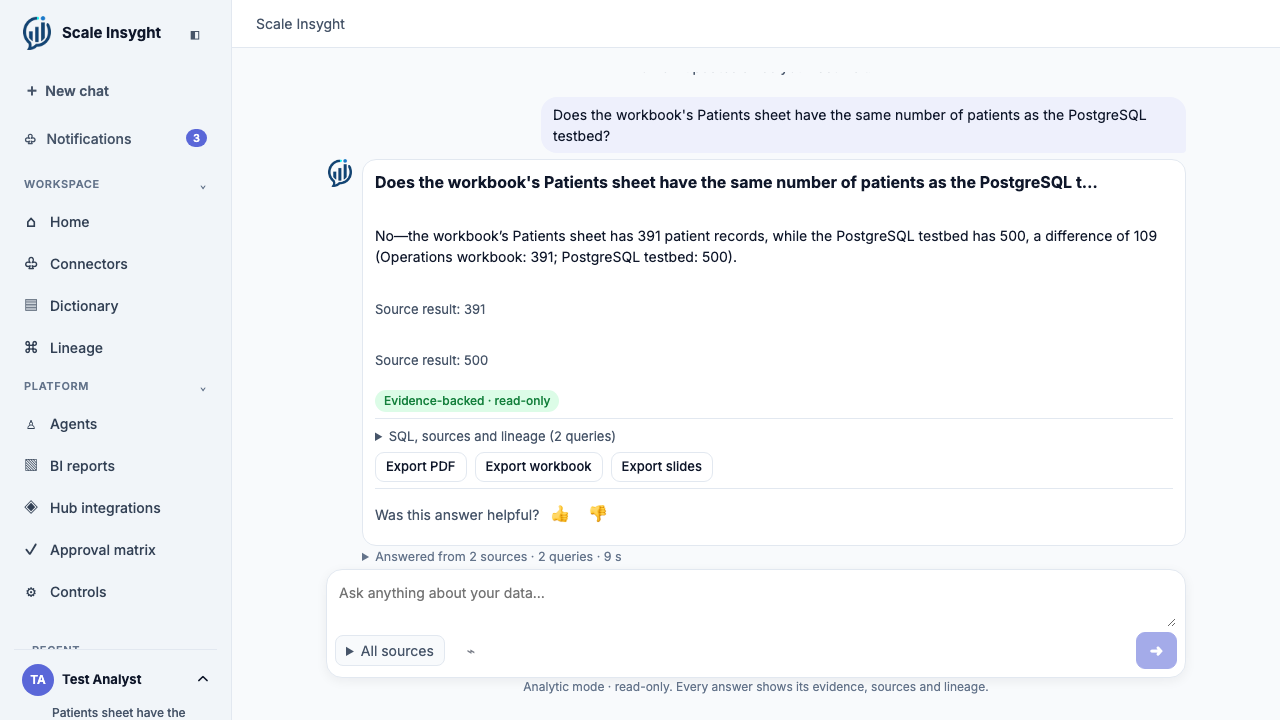 Scale Insyght
Scale Insyght
+ New chat
Notifications 3
WORKSPACE
Home
Connectors
Dictionary
Lineage
PLATFORM
Agents
BI reports
Hub integrations
Approval matrix
Controls
RECENT
TA Test Analyst
Patients sheet have the
Does the workbook's Patients sheet have the same number of patients as the PostgreSQL
testbed?
Does the workbook's Patients sheet have the same number of patients as the PostgreSQL t...
No—the workbook’s Patients sheet has 391 patient records, while the PostgreSQL testbed has 500, a difference of 109
(Operations workbook: 391; PostgreSQL testbed: 500).
Source result: 391
Source result: 500
Evidence-backed · read-only
SQL, sources and lineage (2 queries)
Export PDF Export workbook Export slides
Was this answer helpful?
Answered from 2 sources · 2 queries · 9 s
Ask anything about your data...
All sources
Analytic mode · read-only. Every answer shows its evidence, sources and lineage.